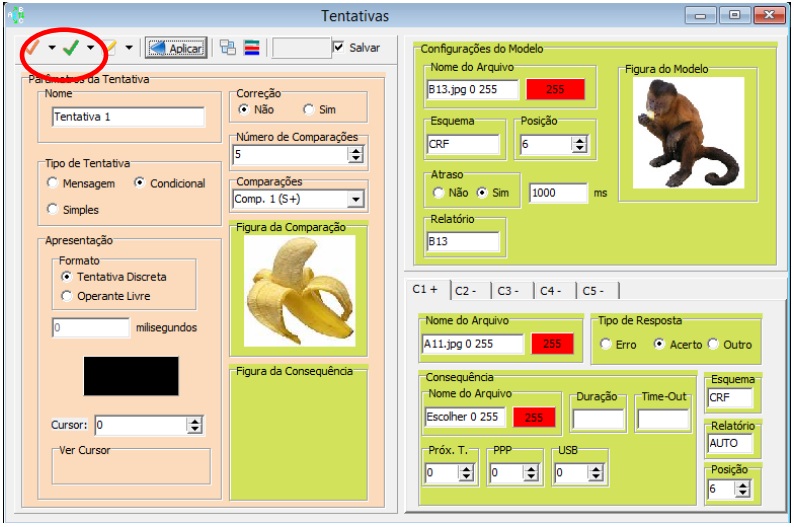 Tentativas
Aplicar
Salvar
Parâmetros da Tentativa
Nome
Tentativa 1
Correção
Não Sim
Número de Comparações
5
Tipo de Tentativa
Mensagem Condicional
Simples
Comparações
Comp. 1 (S+)
Apresentação
Formato
Tentativa Discreta
Operante Livre
0 milisegundos
Cursor: 0
Ver Cursor
Figura da Comparação
Figura da Consequência
Configurações do Modelo
Nome do Arquivo
B13.jpg 0 255 255
Figura do Modelo
Esquema
CRF
Posição
6
Atraso
Não Sim 1000 ms
Relatório
B13
C1 + C2 - C3 - C4 - C5 -
Nome do Arquivo
A11.jpg 0 255 255
Tipo de Resposta
Erro Acerto Outro
Consequência
Nome do Arquivo
Escolher 0 255 255
Duração
Time-Out
Próx. T.
0
PPP
0
USB
0
Esquema
CRF
Relatório
AUTO
Posição
6